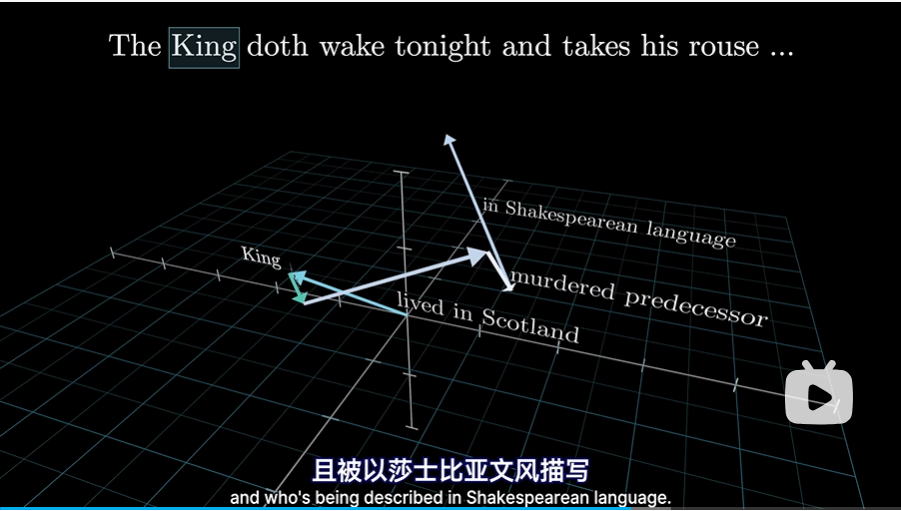 The King doth wake tonight and takes his rouse ...
in Shakespearean language
King
murdered predecessor
lived in Scotland
且被以莎士比亚文风描写
and who's being described in Shakespearean language.